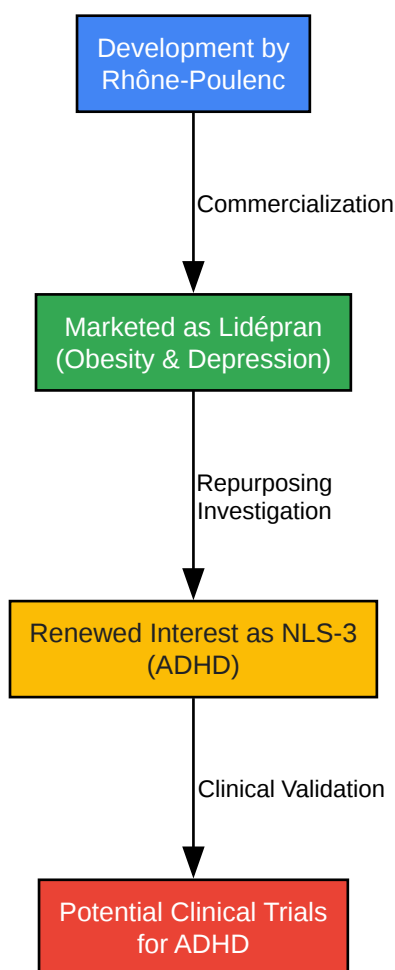 Development by
Rhône-Poulenc
Commercialization
Marketed as Lidépran
(Obesity & Depression)
Repurposing
Investigation
Renewed Interest as NLS-3
(ADHD)
Clinical Validation
Potential Clinical Trials
for ADHD